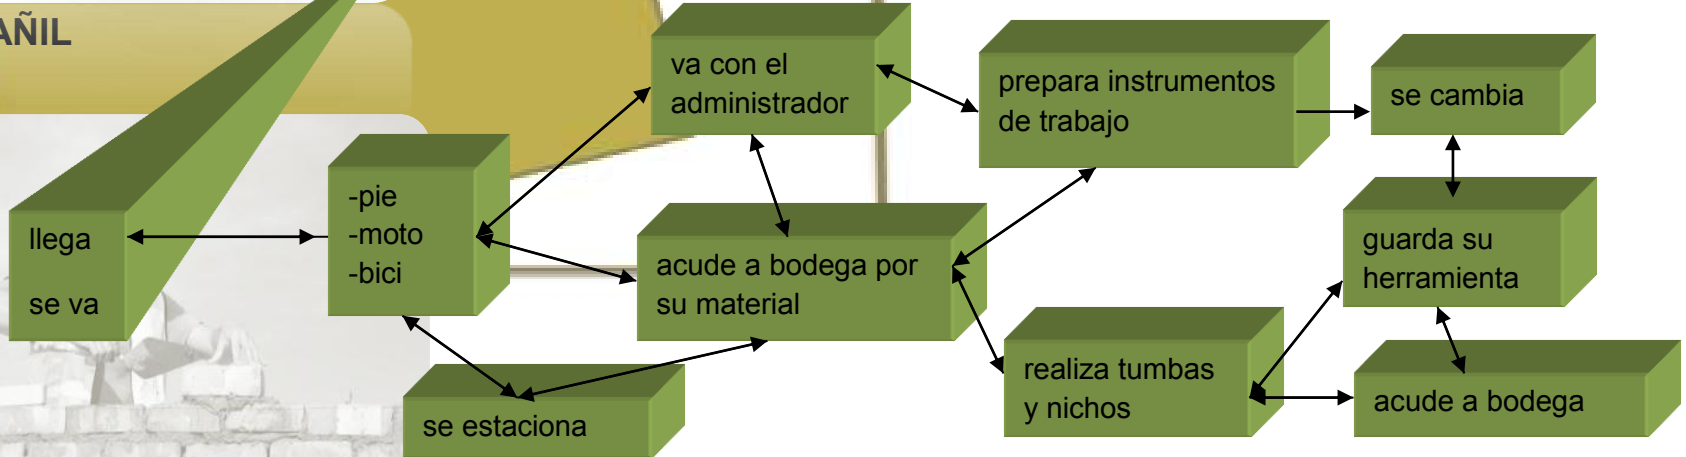 AÑIL
llega
se va
-pie
-moto
-bici
se estaciona
va con el
administrador
acude a bodega por
su material
prepara instrumentos
de trabajo
realiza tumbas
y nichos
se cambia
guarda su
herramienta
acude a bodega